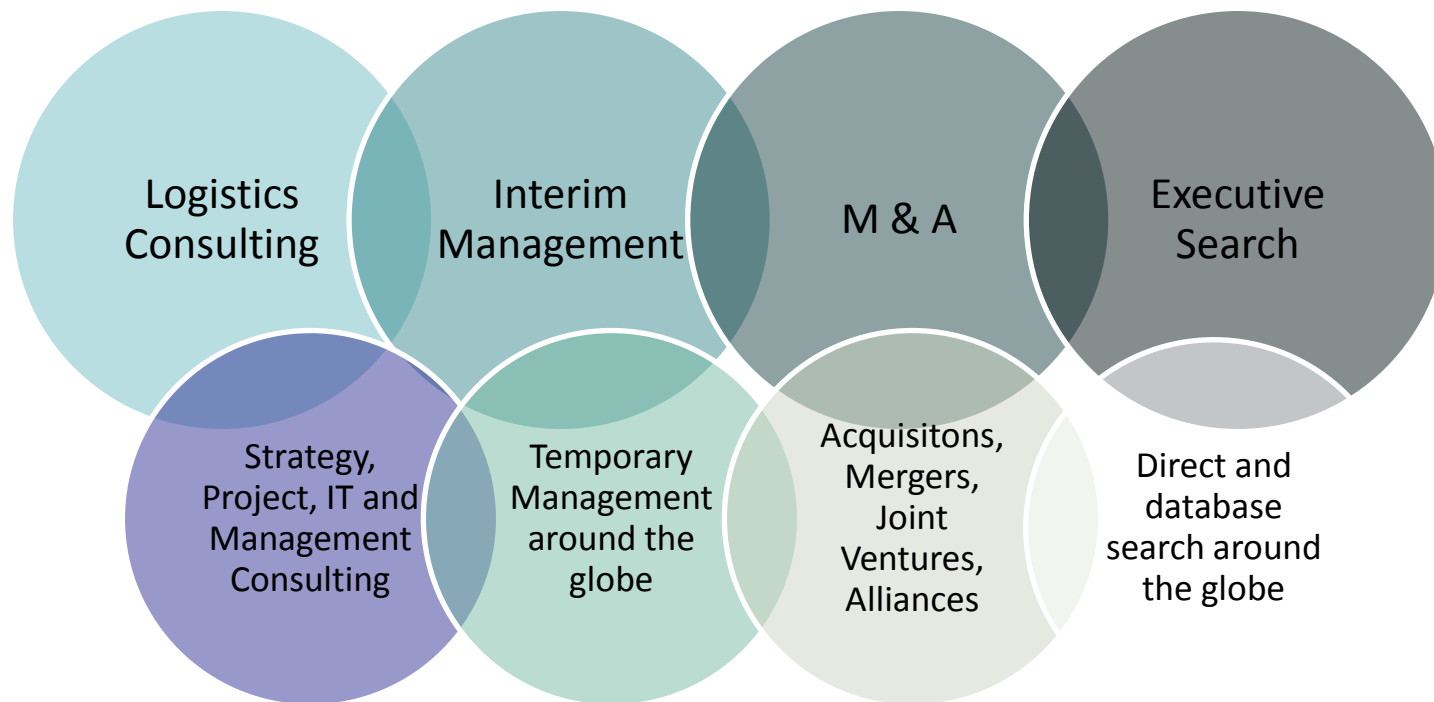 Logistics
Consulting
Interim
Management
M & A
Executive
Search
Strategy,
Project, IT and
Management
Consulting
Temporary
Management
around the
globe
Acquisitons,
Mergers,
Joint
Ventures,
Alliances
Direct and
database
search around
the globe